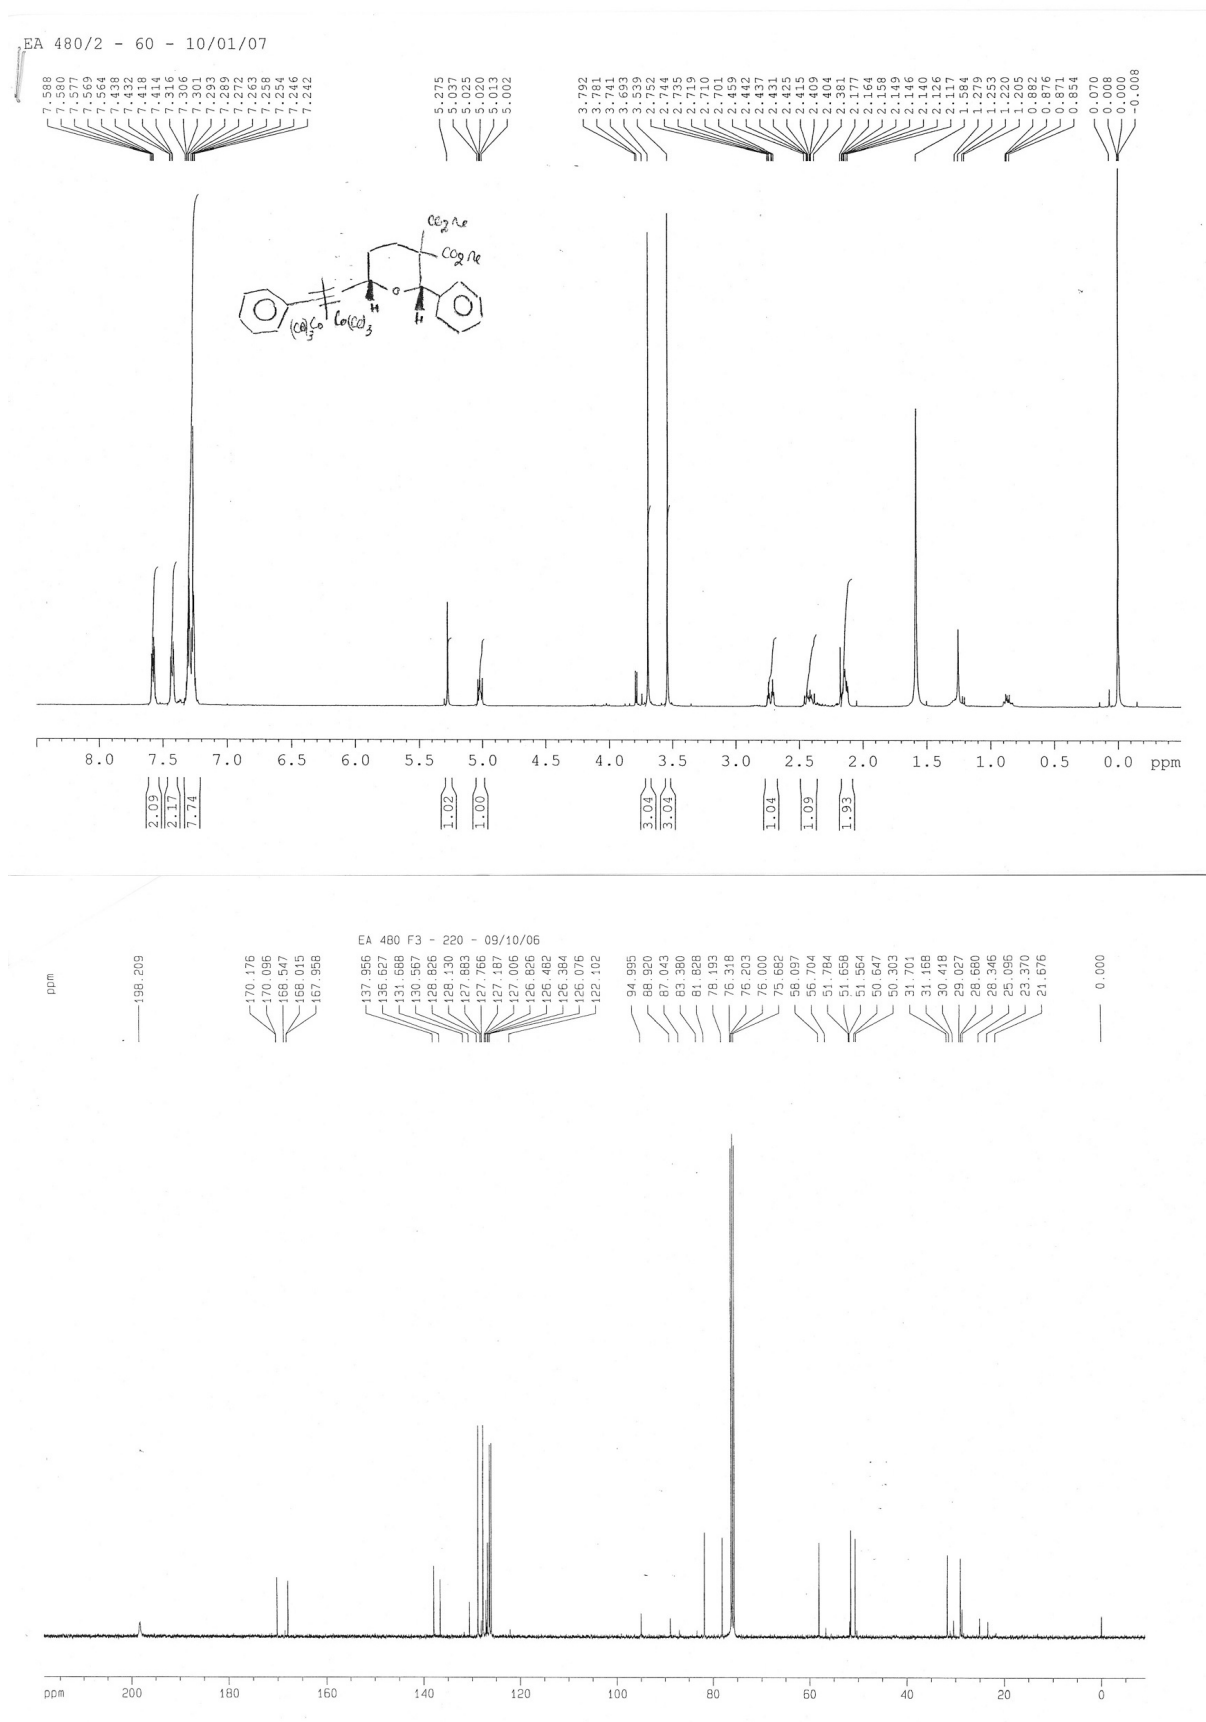 EA 480/2 - 60 - 10/01/07
7.588 7.580 7.577 7.569 7.564 7.438 7.432 7.418 7.414 7.316 7.306 7.301 7.293 7.289 7.272 7.263 7.258 7.254 7.246 7.242
5.275 5.037 5.025 5.020 5.013 5.002
3.792 3.781 3.741 3.693 3.539 2.752 2.744 2.735 2.719 2.710 2.701 2.459 2.442 2.437 2.431 2.425 2.415 2.409 2.404 2.381 2.177 2.164 2.158 2.149 2.146 2.140 2.126 2.117 1.584 1.279 1.253 1.220 1.205 0.882 0.876 0.871 0.854
0.070 0.008 0.000 -0.008
CO2Me
CO2Me
O
H
H
(CO)3Co Co(CO)3
8.0 7.5 7.0 6.5 6.0 5.5 5.0 4.5 4.0 3.5 3.0 2.5 2.0 1.5 1.0 0.5 0.0 ppm
2.09 2.17 7.74 1.02 1.00 3.04 3.04 1.04 1.09 1.93
EA 480 F3 - 220 - 09/10/06
ppm
198.209
170.176 170.096 168.547 168.015 167.958
137.956 136.627 131.688 130.567 128.826 128.130 127.883 127.766 127.187 127.006 126.826 126.482 126.384 126.076 122.102
94.995 88.920 87.043 83.380 81.828 78.193 76.318 76.203 76.000 75.682 58.097 56.704 51.784 51.658 51.564 50.647 50.303 31.701 31.168 30.418 29.027 28.680 28.346 25.096 23.370 21.676
0.000
ppm 200 180 160 140 120 100 80 60 40 20 0